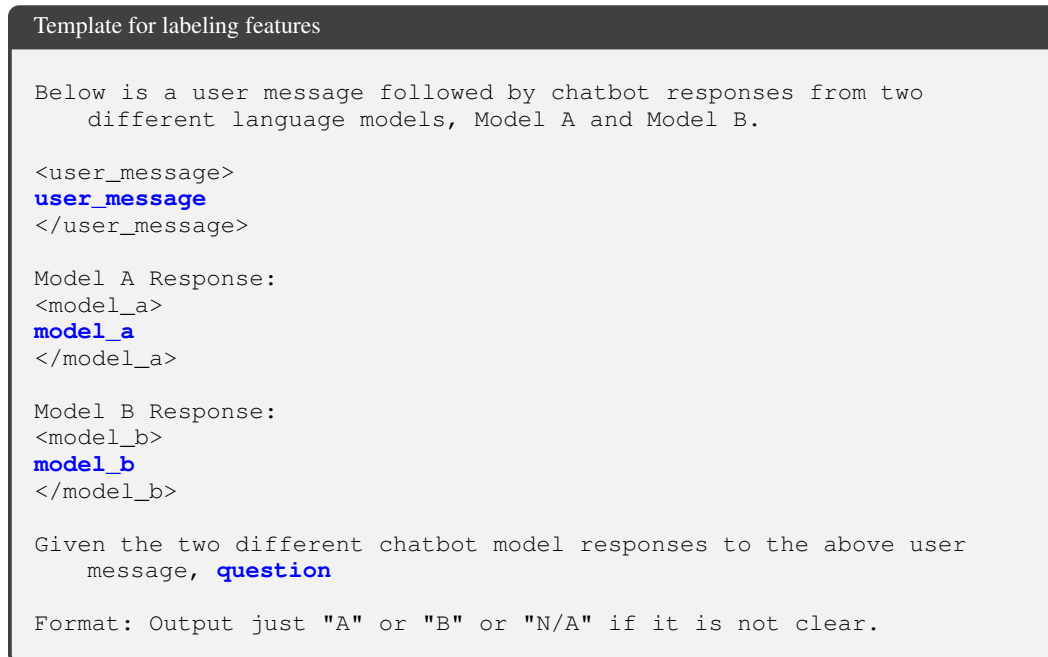 Template for labeling features
Below is a user message followed by chatbot responses from two
different language models, Model A and Model B.
<user_message>
user_message
</user_message>
Model A Response:
<model_a>
model_a
</model_a>
Model B Response:
<model_b>
model_b
</model_b>
Given the two different chatbot model responses to the above user
message, question
Format: Output just "A" or "B" or "N/A" if it is not clear.